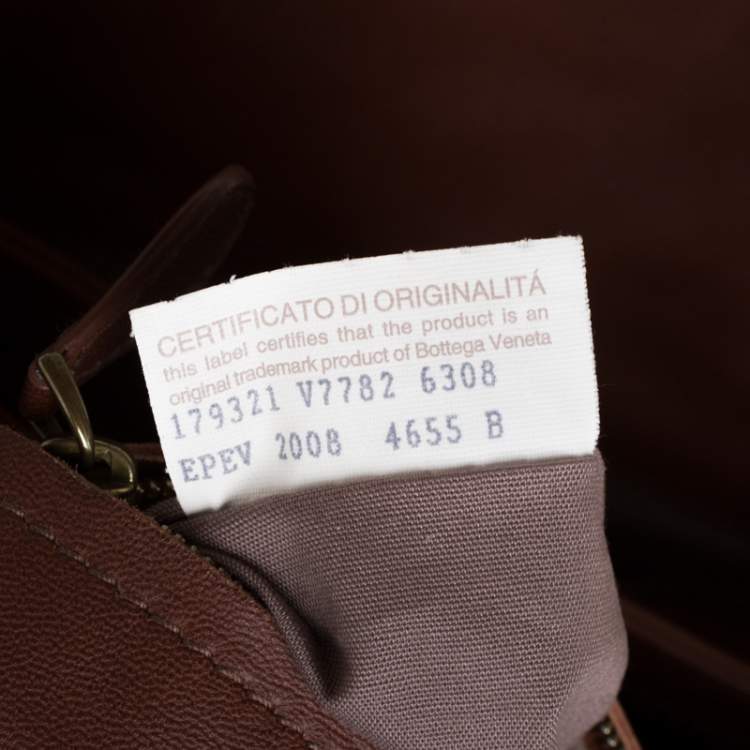 CERTIFICATO DI ORIGINALITÁ
this label certifies that the product is an
original trademark product of Bottega Veneta
179321 V7782 6308
EPEV 2008 4655 B